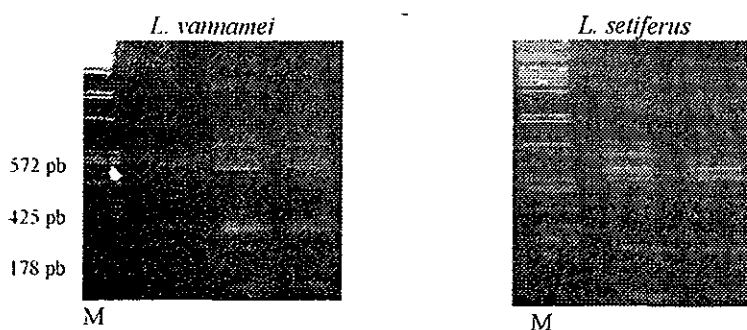 L. vannamei
L. setiferus
572 pb
425 pb
178 pb
M
M